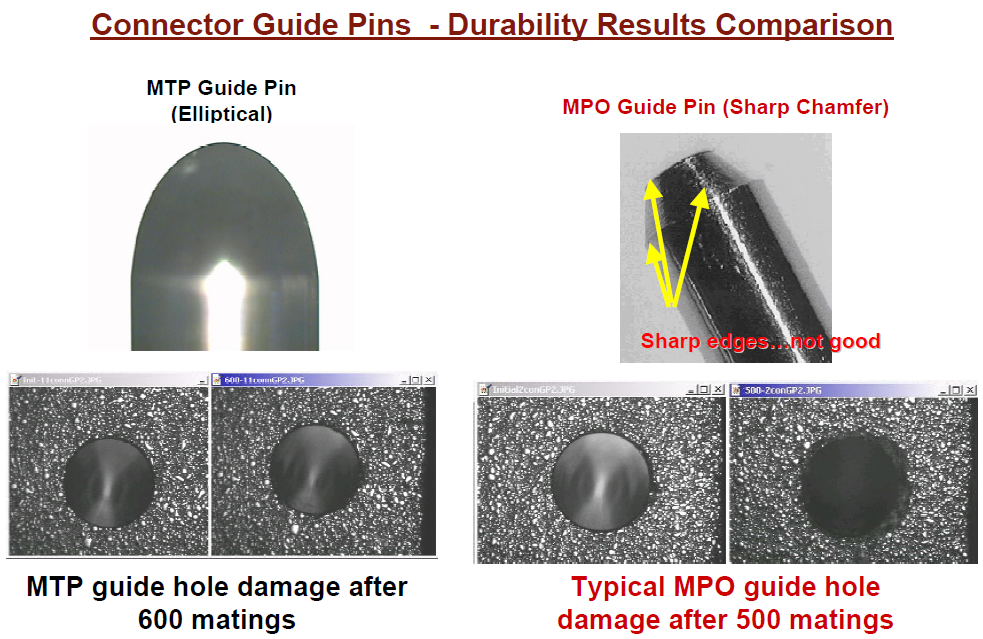 Connector Guide Pins - Durability Results Comparison
MTP Guide Pin
(Elliptical)
MPO Guide Pin (Sharp Chamfer)
Sharp edges...not good
Init-11connGP2.JPG
600-11connGP2.JPG
Initial2conGP2.JPG
500-2conGP2.JPG
MTP guide hole damage after
600 matings
Typical MPO guide hole
damage after 500 matings